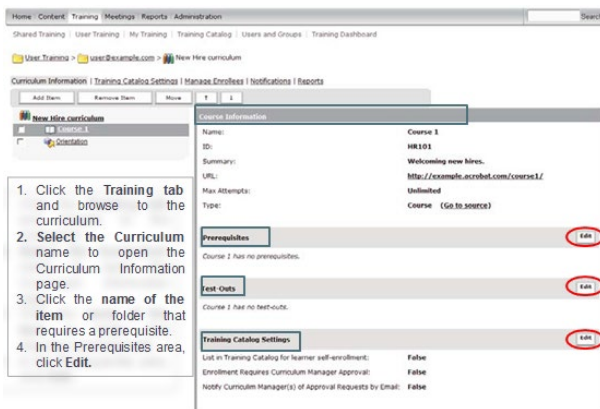 Home Content Training Meetings Reports Administration Search
Shared Training | User Training | My Training | Training Catalog | Users and Groups | Training Dashboard
User Training > user@example.com > New Hire curriculum
Curriculum Information | Training Catalog Settings | Manage Enrollees | Notifications | Reports
Add Item Remove Item Move ↑ ↓
New Hire curriculum
Course 1
Orientation
1. Click the Training tab
and browse to the
curriculum.
2. Select the Curriculum
name to open the
Curriculum Information
page.
3. Click the name of the
item or folder that
requires a prerequisite.
4. In the Prerequisites area,
click Edit.
Course Information
Name: Course 1
ID: HR101
Summary: Welcoming new hires.
URL: http://example.acrobat.com/course1/
Max Attempts: Unlimited
Type: Course (Go to source)
Prerequisites Edit
Course 1 has no prerequisites.
Test-Outs Edit
Course 1 has no test-outs.
Training Catalog Settings Edit
List in Training Catalog for learner self-enrollment: False
Enrollment Requires Curriculum Manager Approval: False
Notify Curriculim Manager(s) of Approval Requests by Email: False